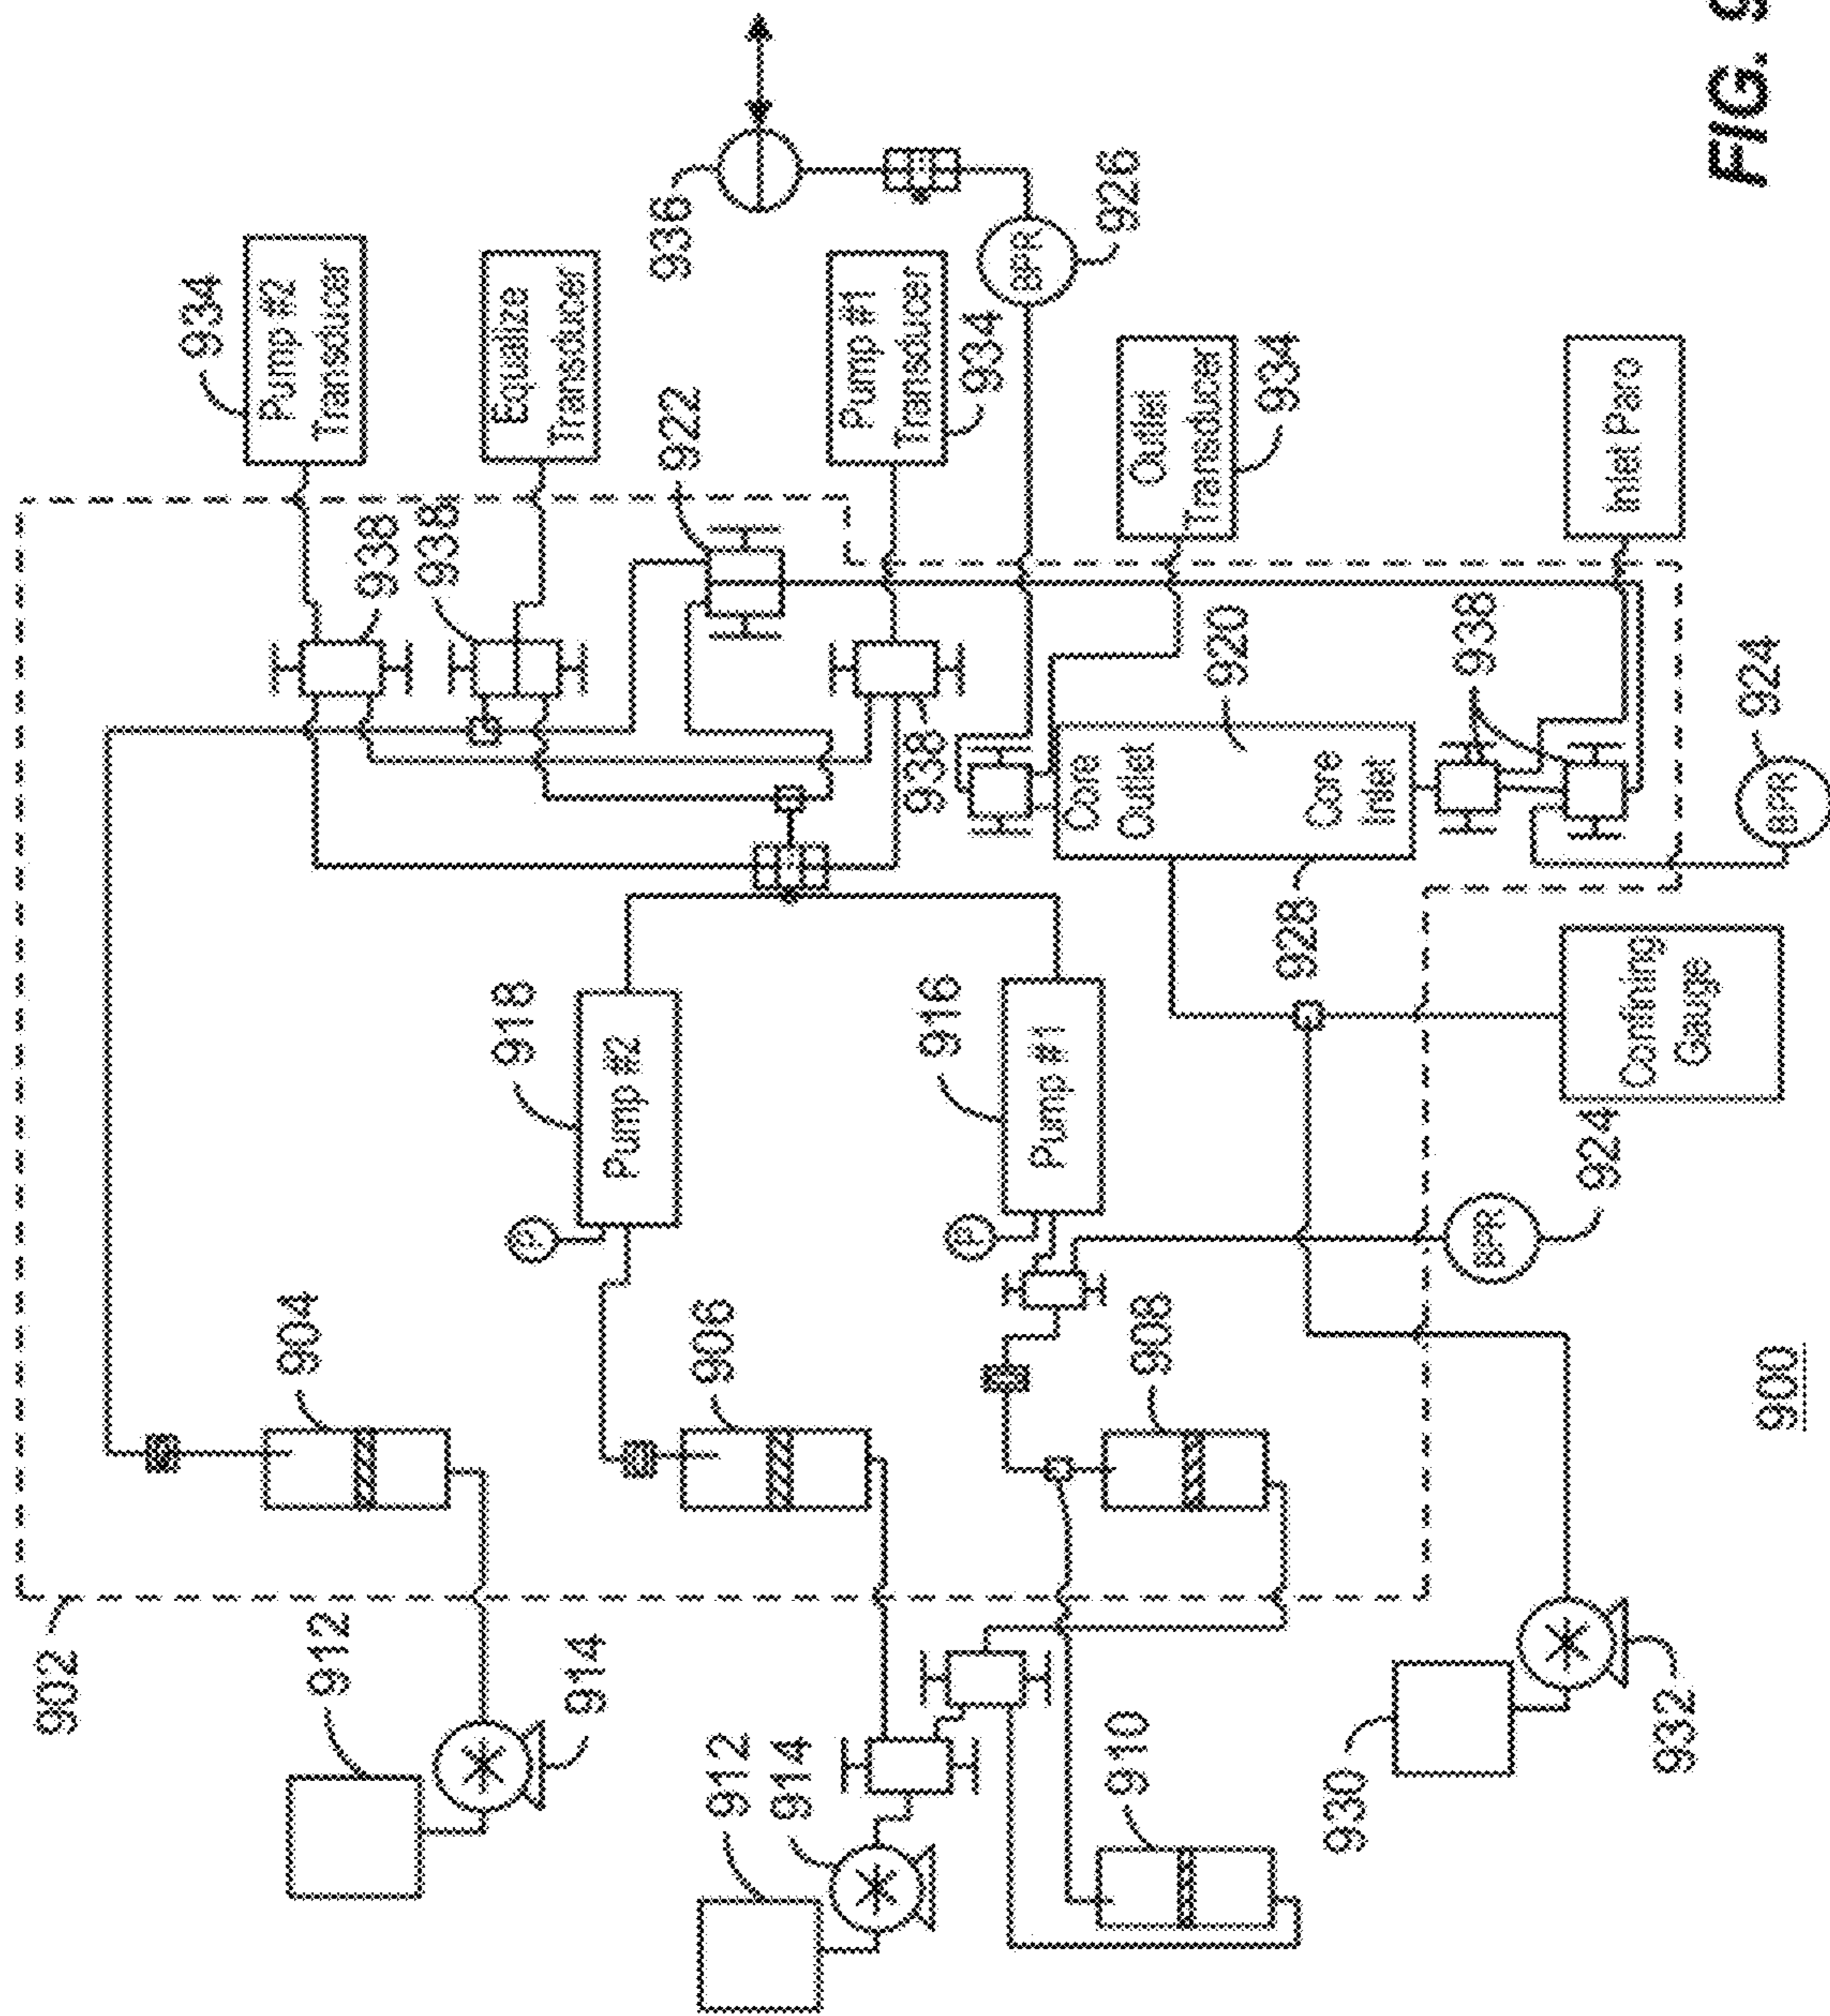 902
912
914
912
914
910
930
932
904
906
908
900
P
918
Pump #2
P
916
Pump #1
BPR
924
Confining
Gauge
928
924
BPR
Core
Outlet
Core
Inlet
920
938
938
938
938
922
934
Pump #2
Transducer
Equalize
Transducer
Pump #1
Transducer
934
936
BPR
926
Outlet
Transducer
934
Inlet Paro
FIG. 9